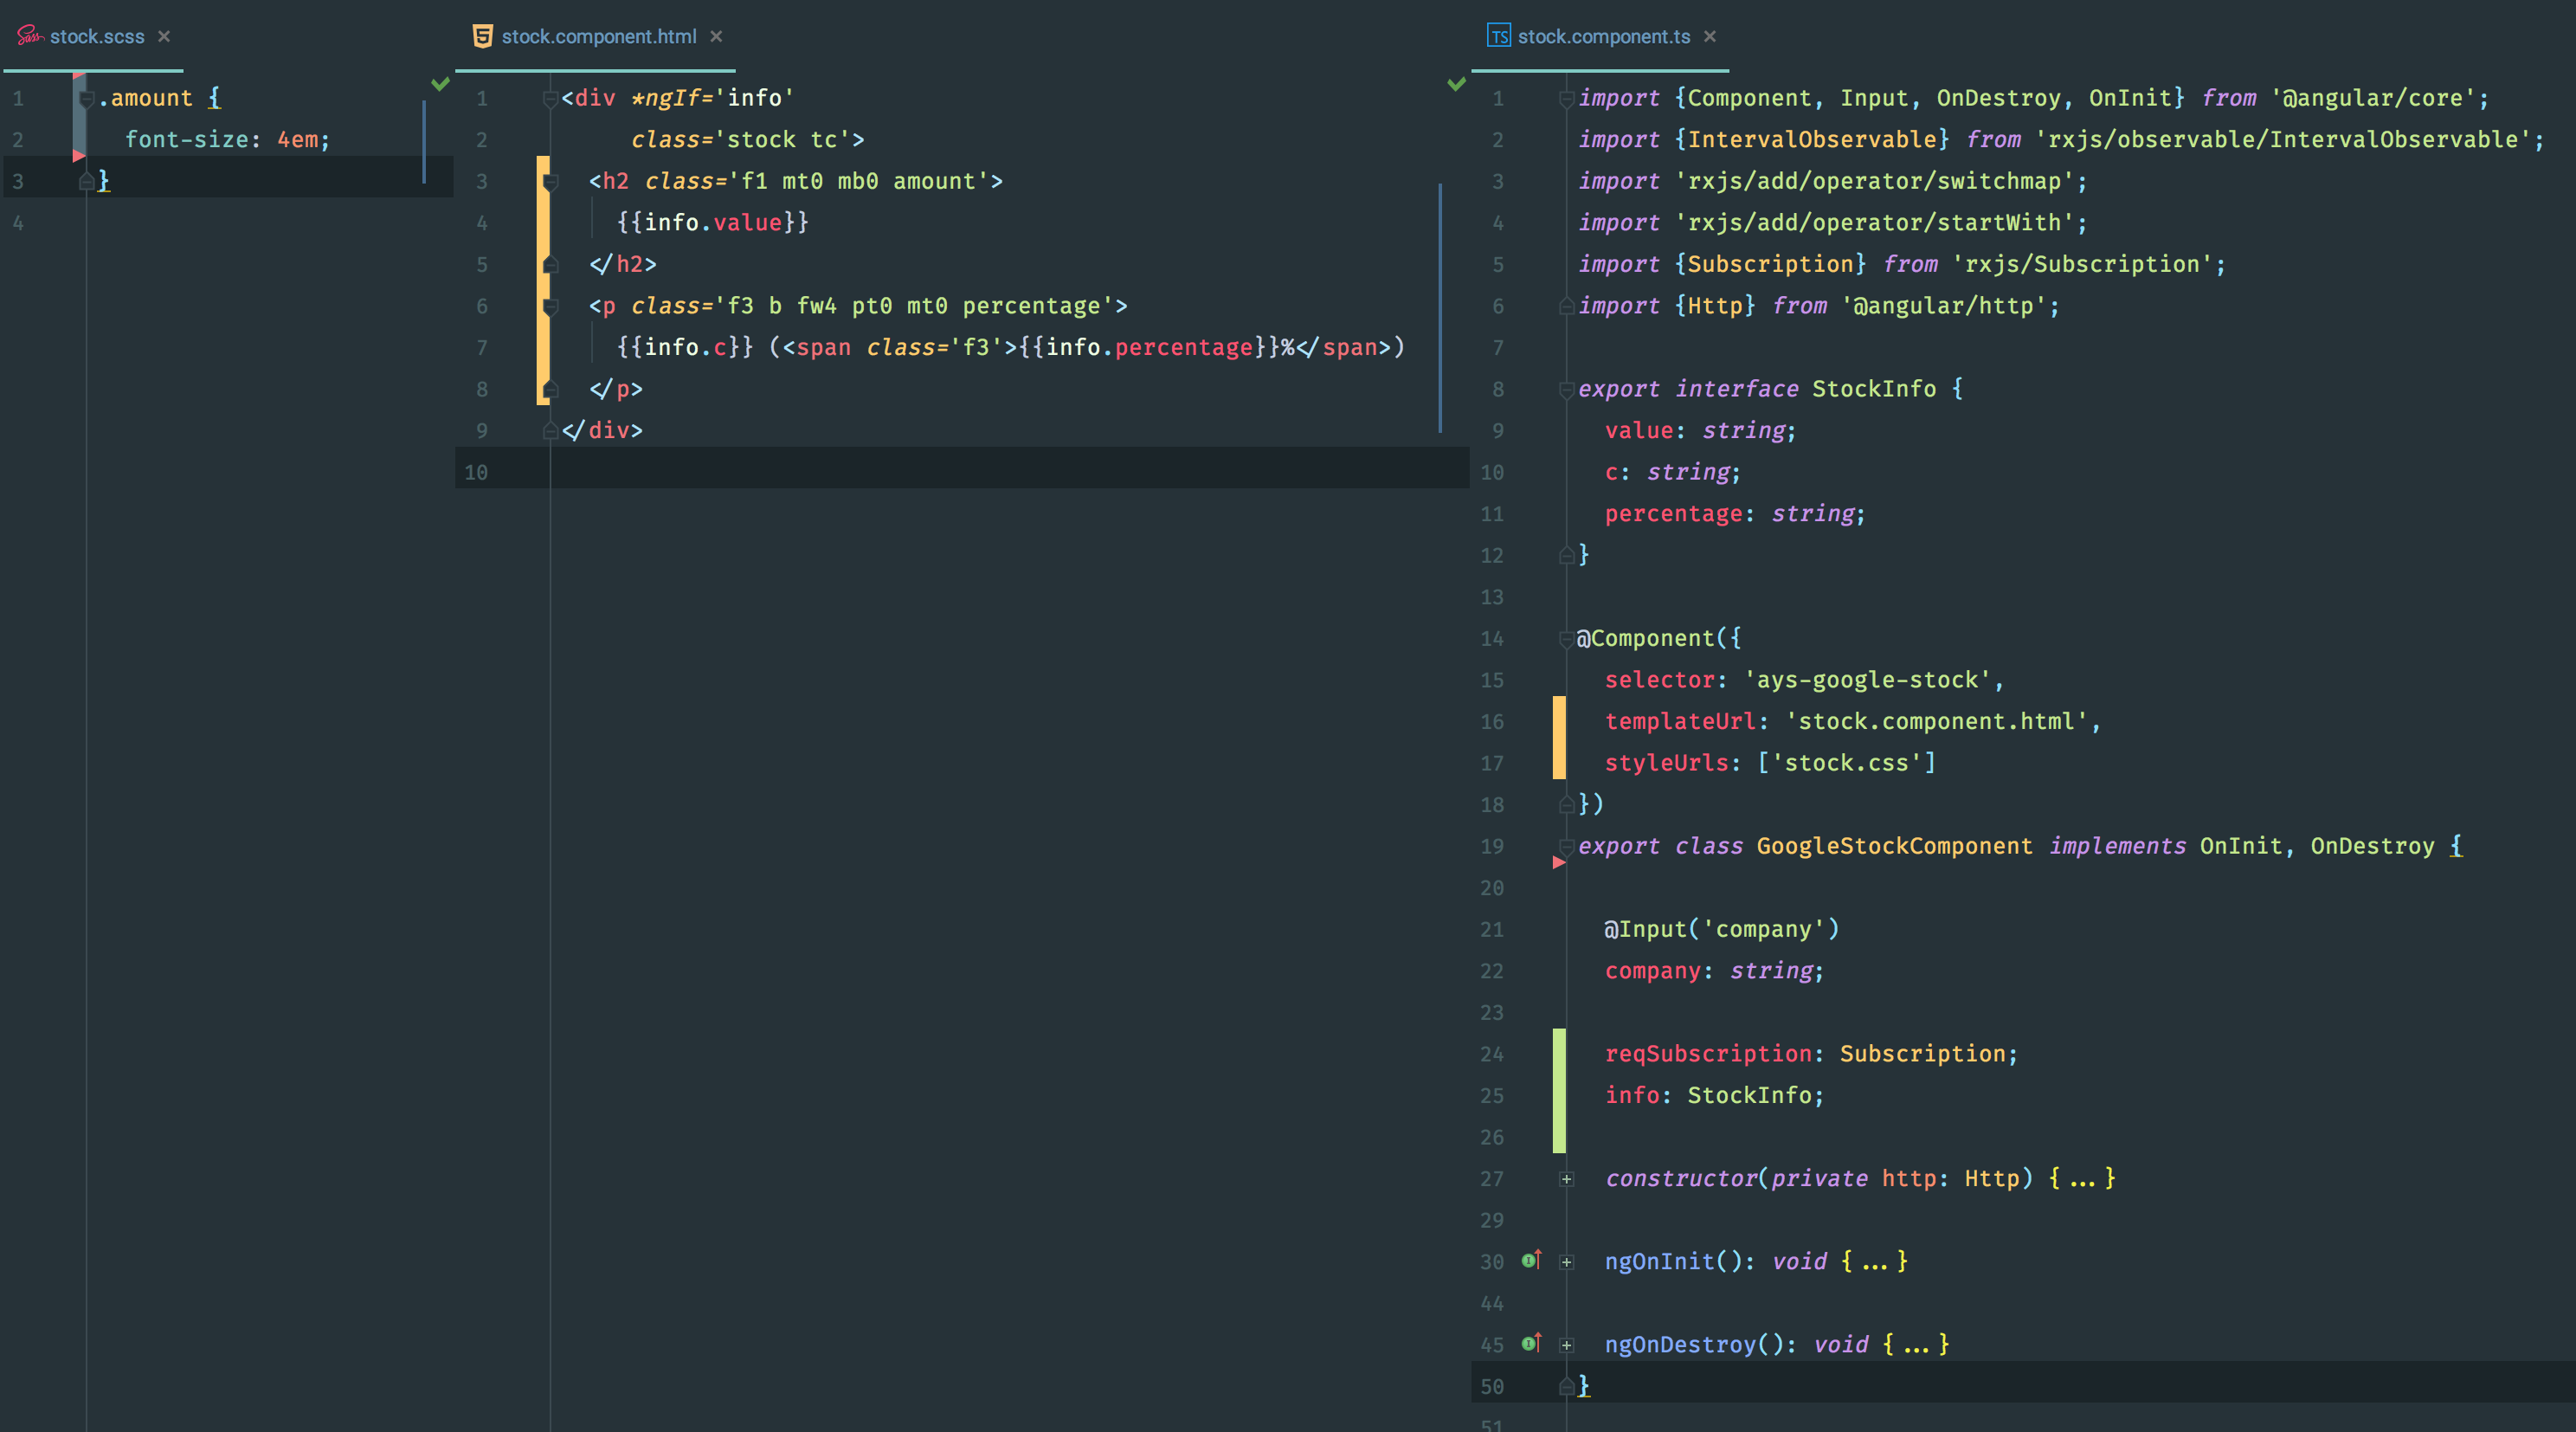 stock.scss ×
1 .amount {
2 font-size: 4em;
3 }
4
stock.component.html ×
1 <div *ngIf='info'
2 class='stock tc'>
3 <h2 class='f1 mt0 mb0 amount'>
4 {{info.value}}
5 </h2>
6 <p class='f3 b fw4 pt0 mt0 percentage'>
7 {{info.c}} (<span class='f3'>{{info.percentage}}%</span>)
8 </p>
9 </div>
10
TS stock.component.ts ×
1 import {Component, Input, OnDestroy, OnInit} from '@angular/core';
2 import {IntervalObservable} from 'rxjs/observable/IntervalObservable';
3 import 'rxjs/add/operator/switchmap';
4 import 'rxjs/add/operator/startWith';
5 import {Subscription} from 'rxjs/Subscription';
6 import {Http} from '@angular/http';
7
8 export interface StockInfo {
9 value: string;
10 c: string;
11 percentage: string;
12 }
13
14 @Component({
15 selector: 'ays-google-stock',
16 templateUrl: 'stock.component.html',
17 styleUrls: ['stock.css']
18 })
19 export class GoogleStockComponent implements OnInit, OnDestroy {
20
21 @Input('company')
22 company: string;
23
24 reqSubscription: Subscription;
25 info: StockInfo;
26
27 constructor(private http: Http) {...}
29
30 ngOnInit(): void {...}
44
45 ngOnDestroy(): void {...}
50 }
51